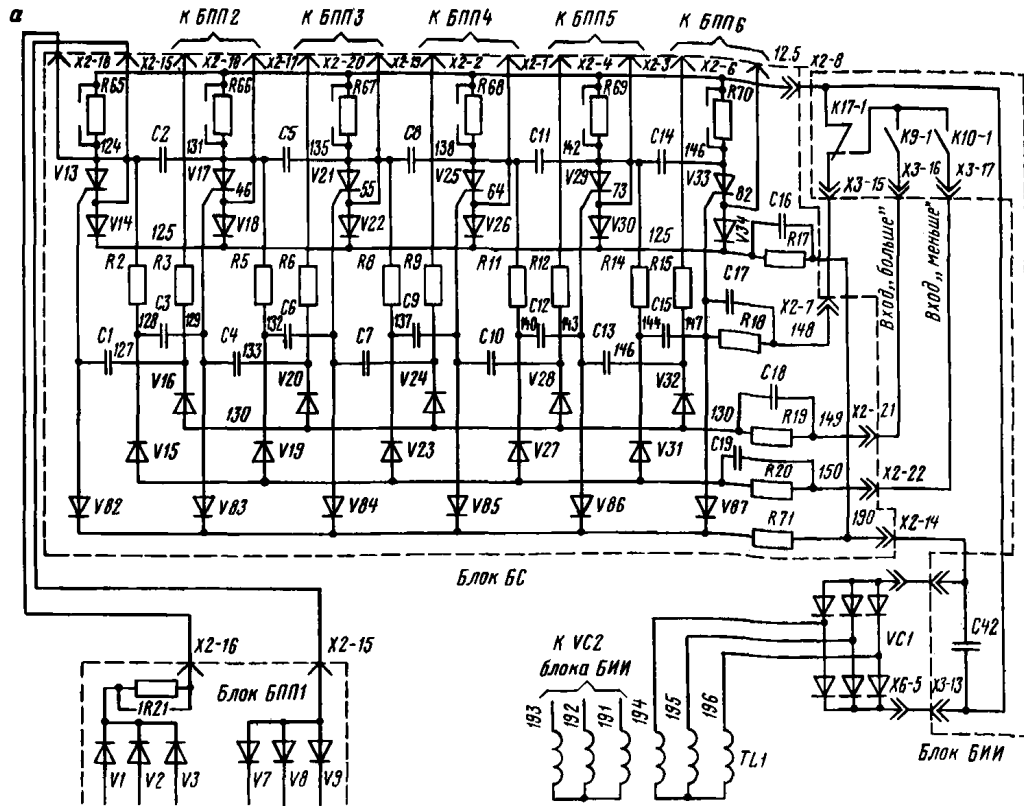 а
К БПП2 К БПП3 К БПП4 К БПП5 К БПП6
12.5 X2-8
X2-18 X2-15 X2-16 X2-17 X2-20 X2-19 X2-2 X2-1 X2-4 X2-3 X2-6
R65 R66 R67 R68 R69 R70
K17-1 K9-1 K10-1
124 C2 131 C5 135 C8 138 C11 142 C14 146
X3-15 X3-16 X3-17
V13 V17 V21 V25 V29 V33
46 55 64 73 82
V14 V18 V22 V26 V30 V34
C16
125 125 R17
R2 R3 R5 R6 R8 R9 R11 R12 R14 R15
C17 X2-7
C3 C6 C9 C12 C15
128 129 132 137 140 143 144 147 R18 148
Вход „больше"
Вход „меньше"
C1 C4 C7 C10 C13
127 133 146
V16 V20 V24 V28 V32
C18
130 130 R19 149 X2-21
V15 V19 V23 V27 V31
C19 R20 150 X2-22
V82 V83 V84 V85 V86 V87
R71 190 X2-14
Блок БС
X2-16 X2-15
К VC2
блока БИИ
VC1 C42
1R21 Блок БПП1
X6-5 X3-13
193 192 191 194 195 196
V1 V2 V3 V7 V8 V9
TL1
Блок БИИ